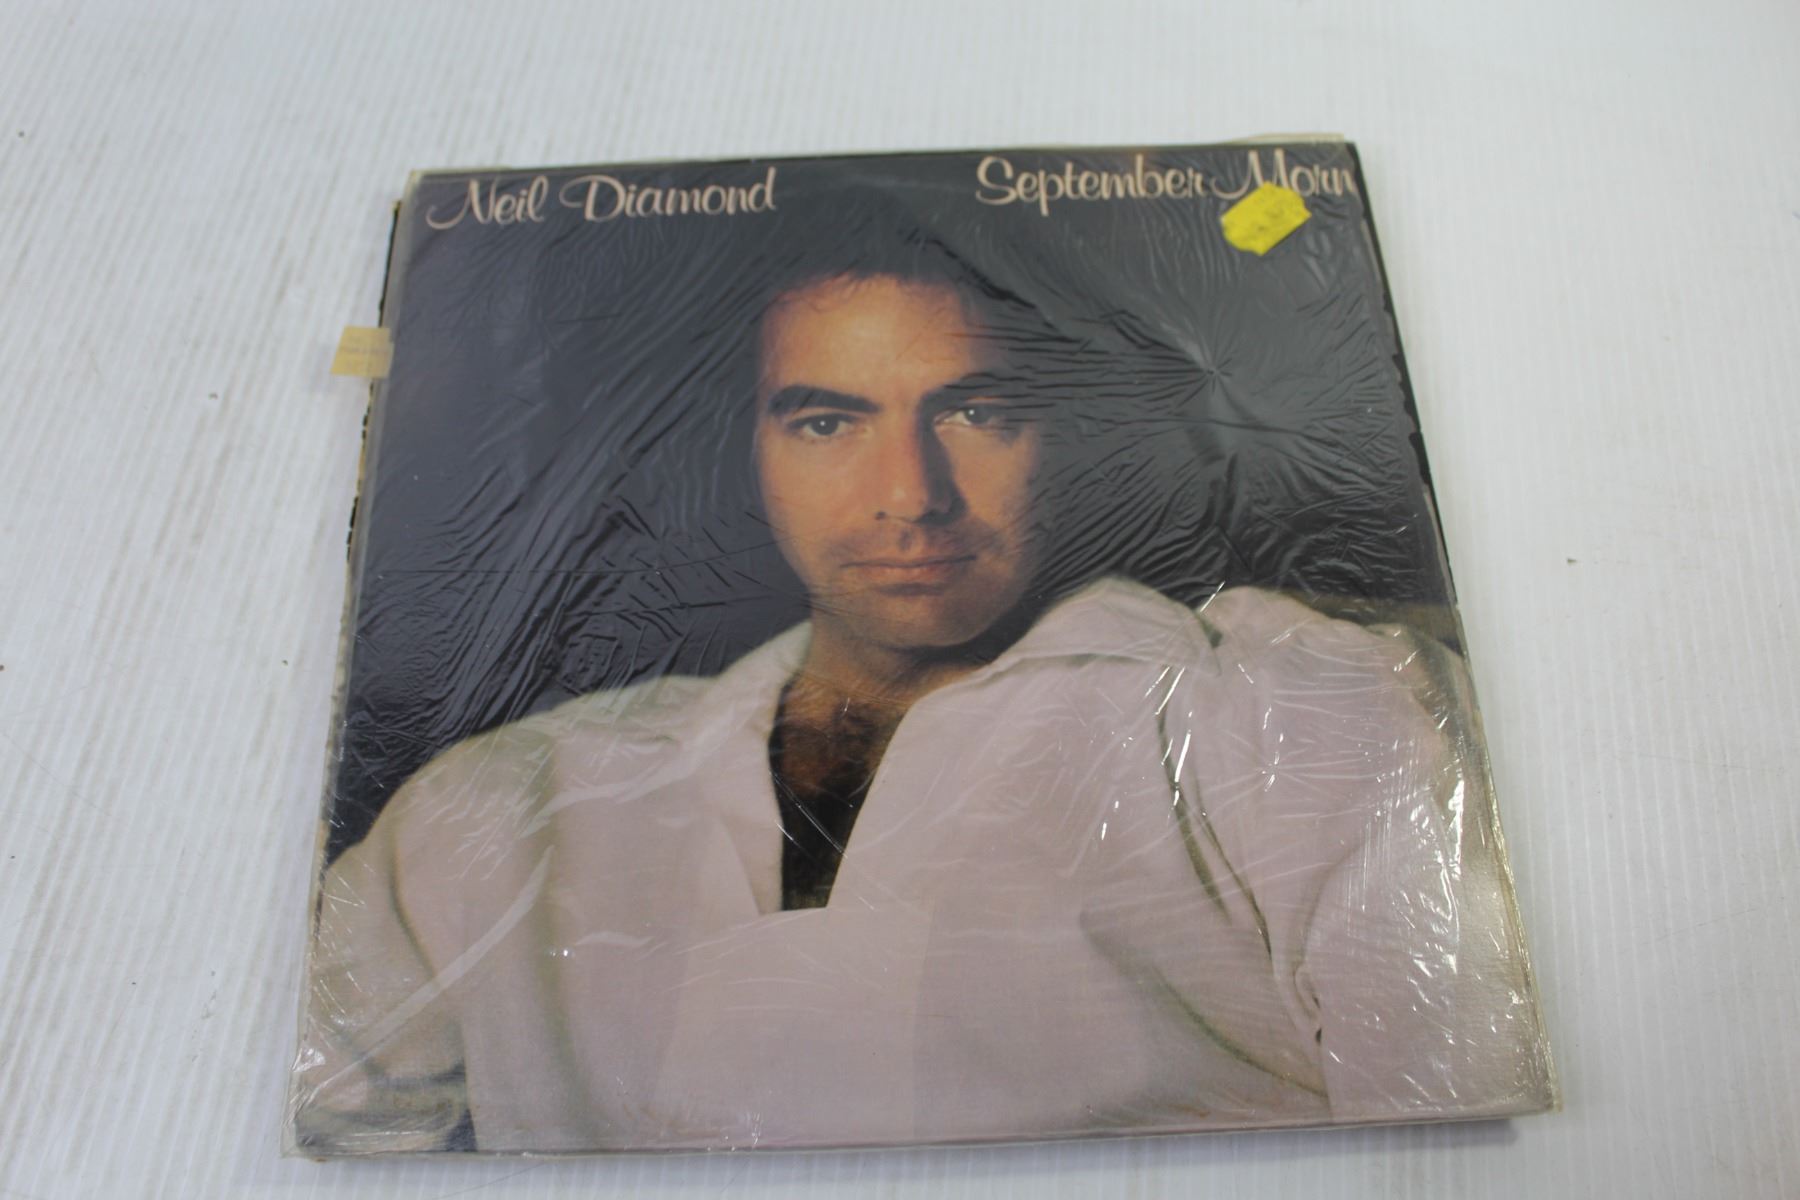 Neil Diamond
September Morn